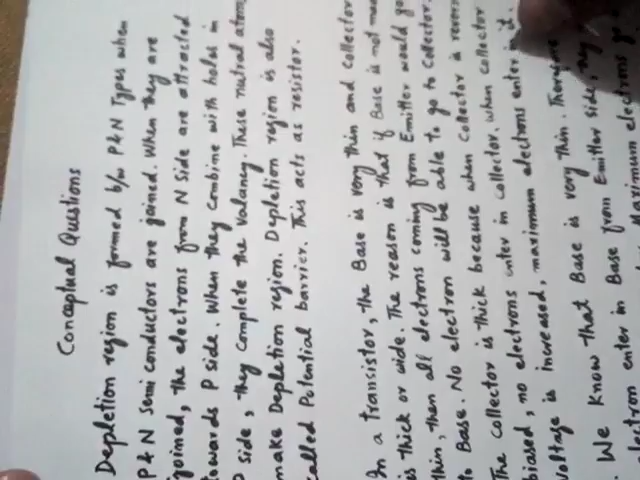 Conceptual Questions
Depletion region is formed b/w P&N Types when
P&N Semi conductors are joined. When they are
joined, the electrons from N side are attracted
towards P side. When they combine with holes in
P side, they complete the Valancy. These nutral atom
make Depletion region. Depletion region is also
called Potential barrier. This acts as resistor.
In a trancistor, the Base is very thin and Collector
is thick or wide. The reason is that if Base is not
thin, then all electrons coming from Emitter would go
to Base. No electron will be able to go to Collector.
The collector is thick because when Collector is
biased, no electrons enter in collector. when collector
Voltage is increased, maxiumum electrons enter in it.
We know that Base is very thin. Therefore
electron enter in Base from Emitter side,
Maximum electrons